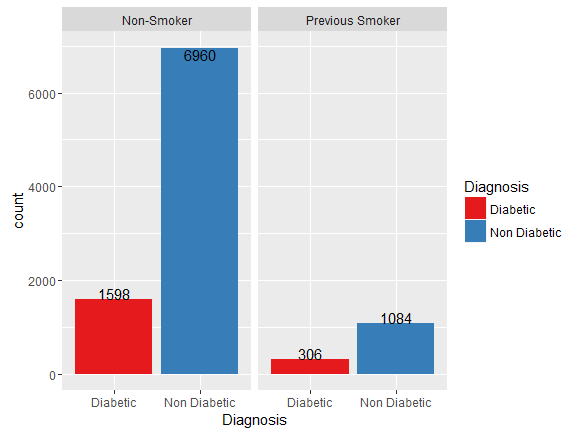 Non-Smoker Previous Smoker
6960
6000
4000
2000
1598
1084
306
0
count
Diabetic Non Diabetic Diabetic Non Diabetic
Diagnosis
Diagnosis
Diabetic
Non Diabetic